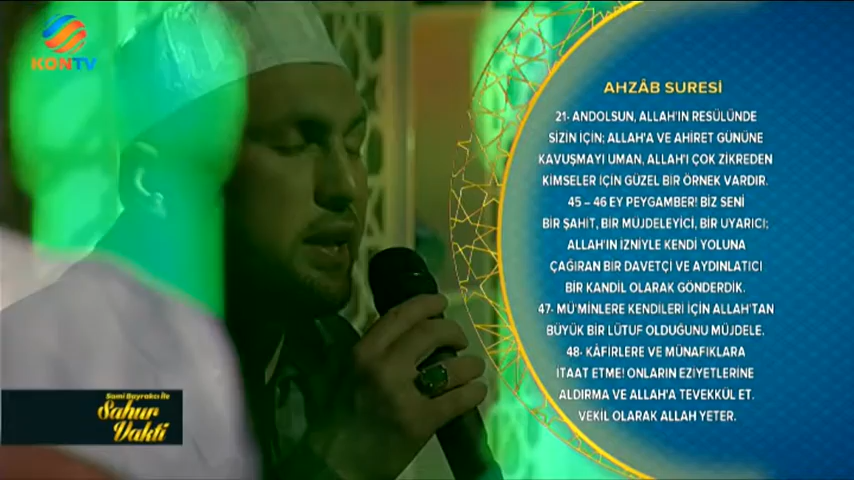 KONTV
AHZÂB SURESİ
21- ANDOLSUN, ALLAH'IN RESÜLÜNDE
SİZİN İÇİN; ALLAH'A VE AHİRET GÜNÜNE
KAVUŞMAYI UMAN, ALLAH'I ÇOK ZİKREDEN
KİMSELER İÇİN GÜZEL BİR ÖRNEK VARDIR.
45 – 46 EY PEYGAMBER! BİZ SENİ
BİR ŞAHİT, BİR MÜJDELEYİCİ, BİR UYARICI;
ALLAH'IN İZNİYLE KENDİ YOLUNA
ÇAĞIRAN BİR DAVETÇİ VE AYDINLATICI
BİR KANDİL OLARAK GÖNDERDİK.
47- MÜ'MİNLERE KENDİLERİ İÇİN ALLAH'TAN
BÜYÜK BİR LÜTUF OLDUĞUNU MÜJDELE.
48- KÂFİRLERE VE MÜNAFIKLARA
İTAAT ETME! ONLARIN EZİYETLERİNE
ALDIRMA VE ALLAH'A TEVEKKÜL ET.
VEKİL OLARAK ALLAH YETER.
Sami Bayrakcı İle
Sahur
Vakti